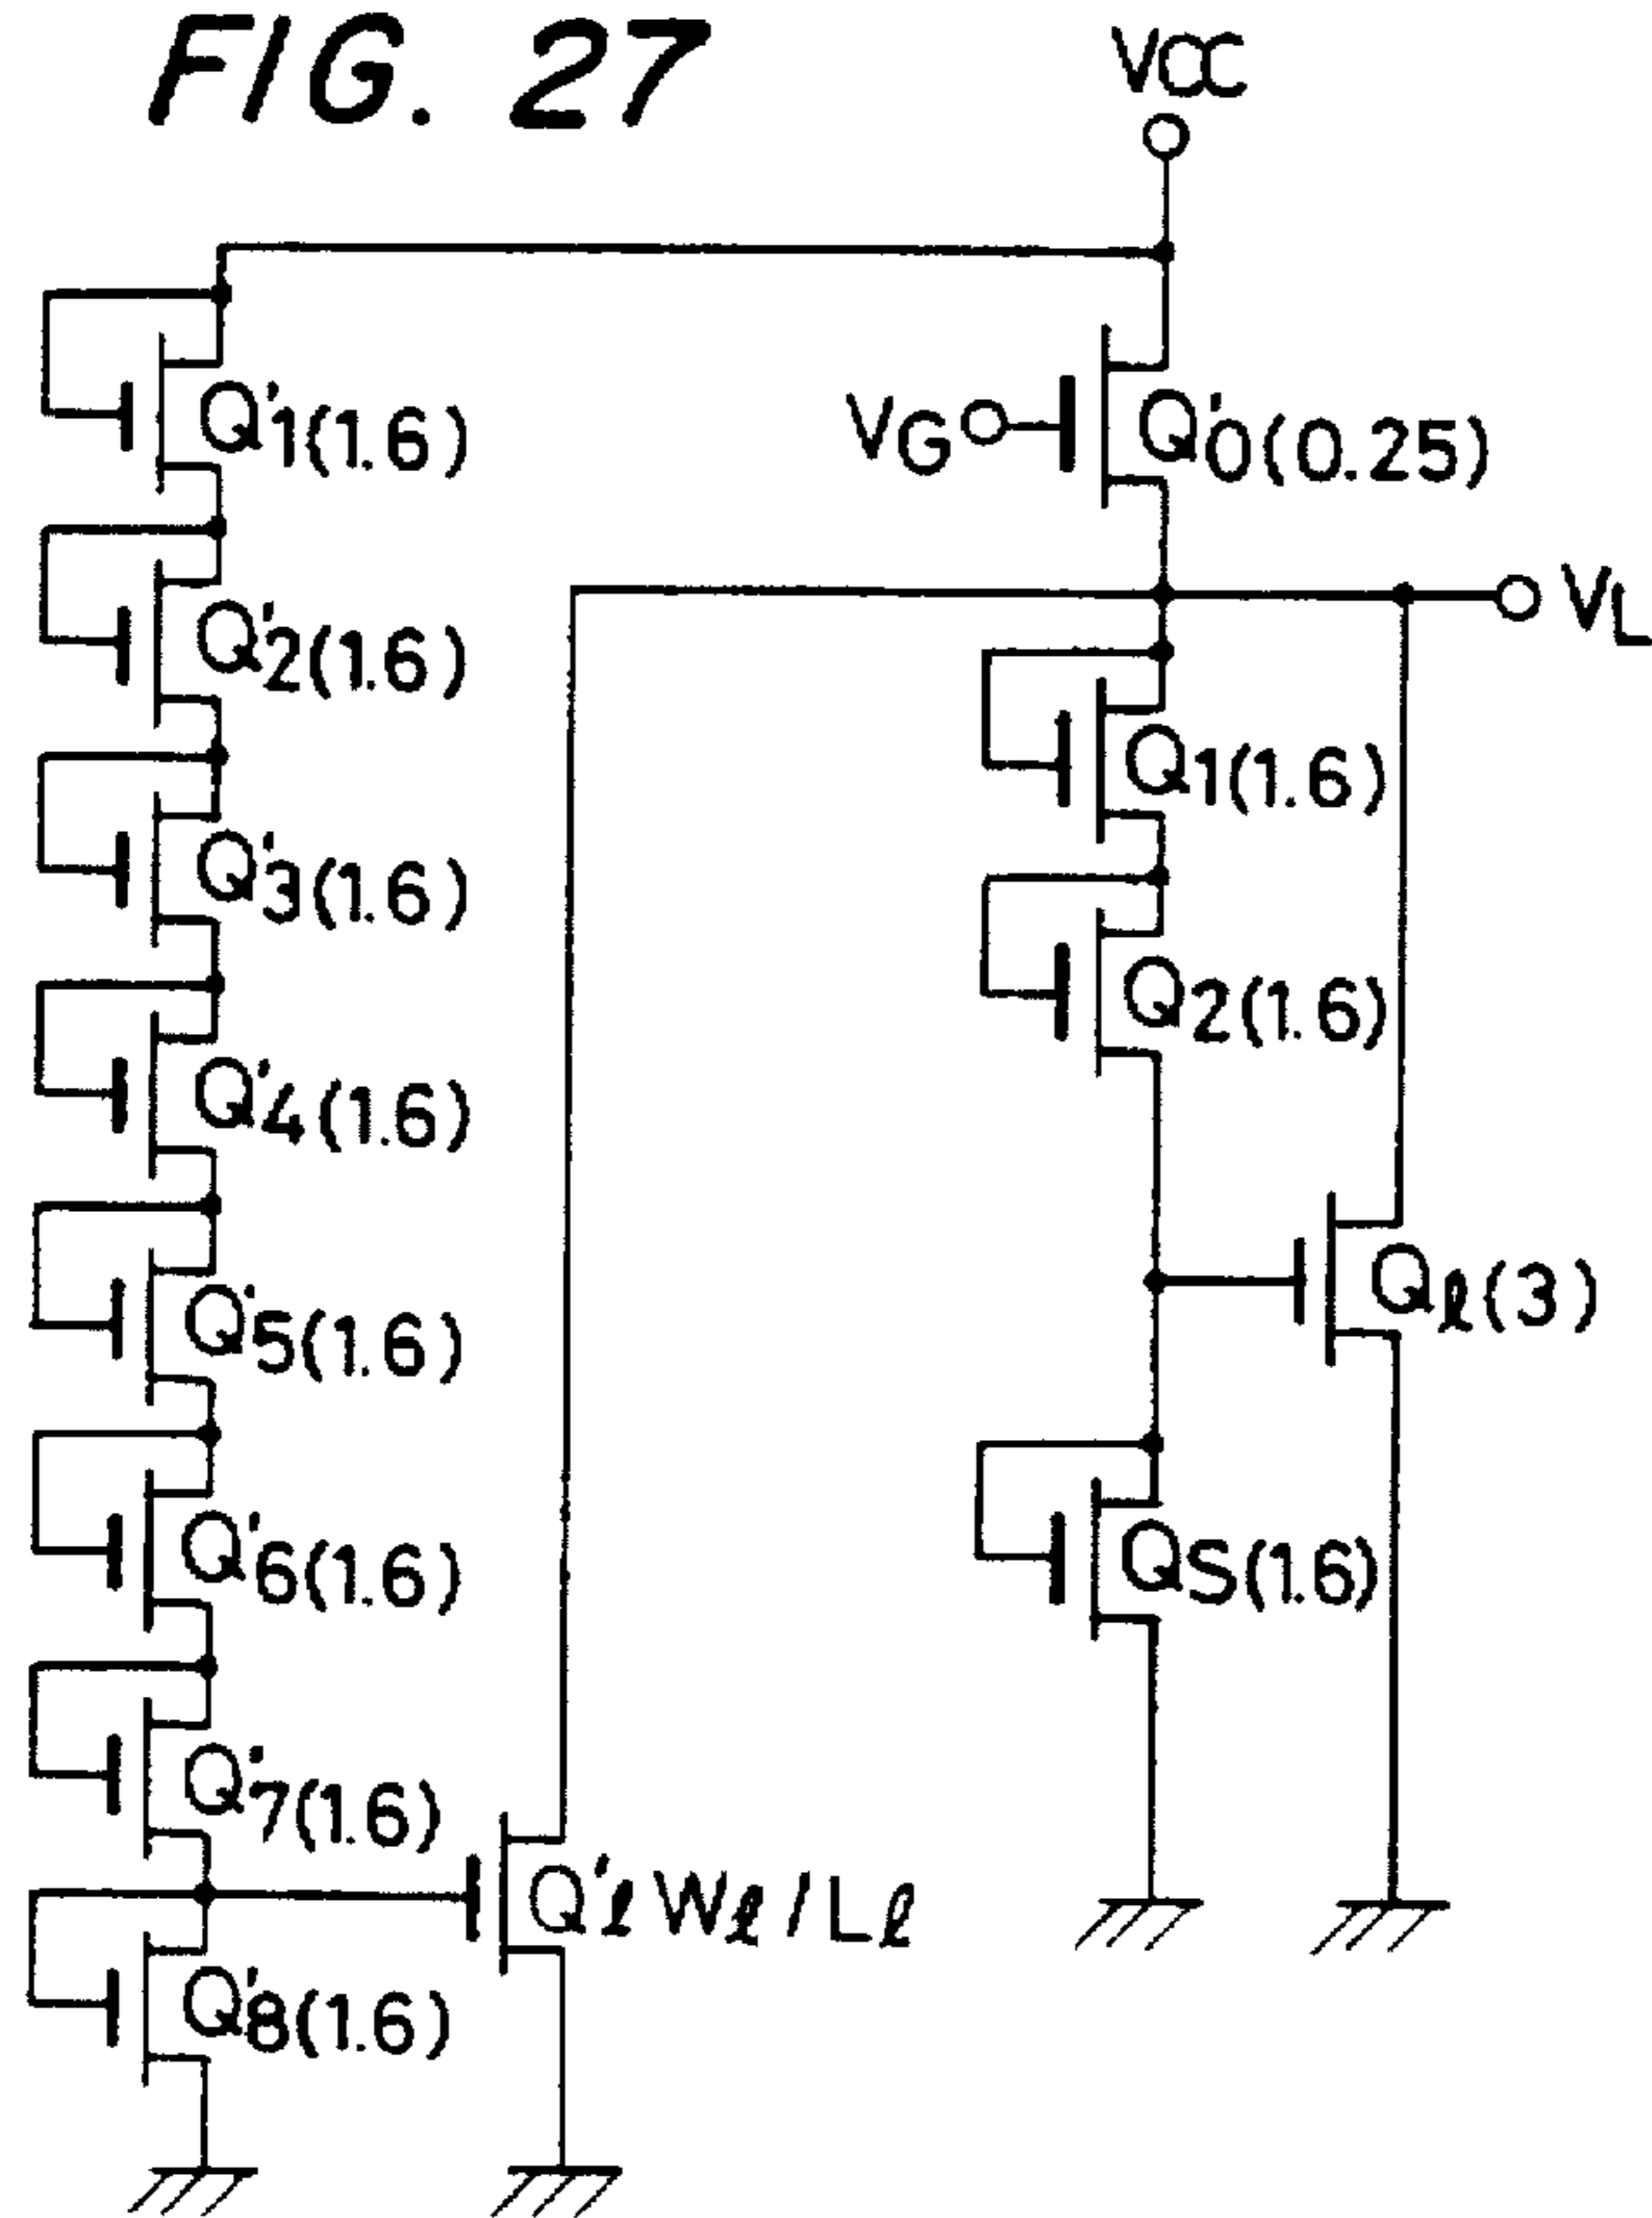 FIG. 27
VCC
Q'1(1.6)
VG
Q'0(0.25)
Q'2(1.6)
VL
Q1(1.6)
Q'3(1.6)
Q2(1.6)
Q'4(1.6)
Q'5(1.6)
Qℓ(3)
Q'6(1.6)
QS(1.6)
Q'7(1.6)
Q'ℓ Wℓ/Lℓ
Q'8(1.6)